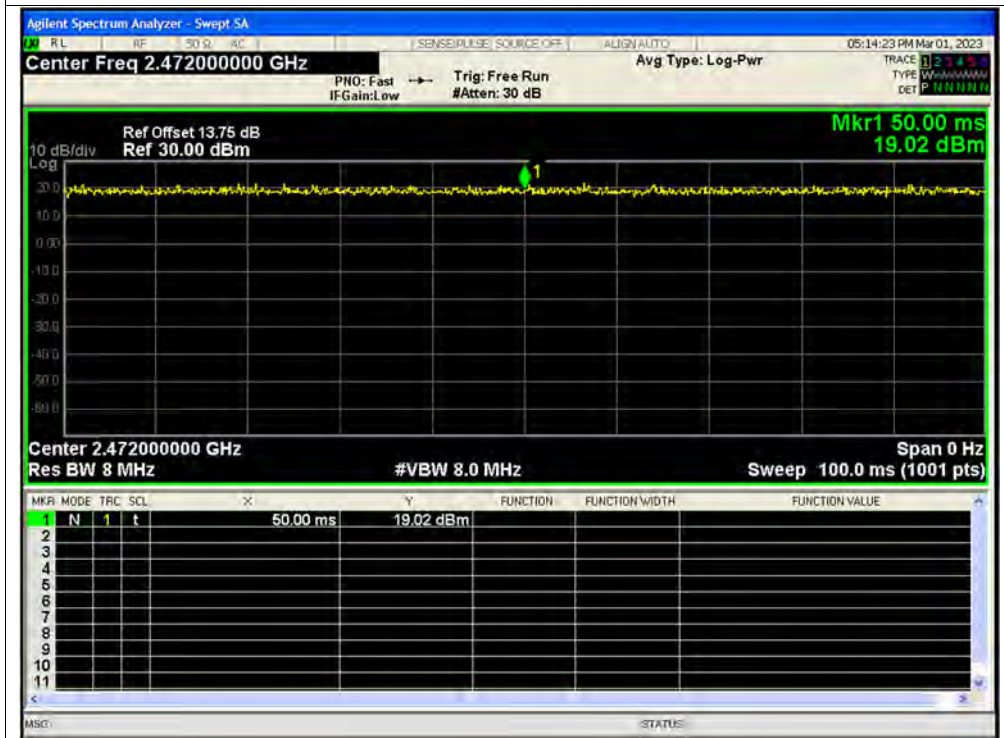 Agilent Spectrum Analyzer - Swept SA
RL RF 50 Ω AC SENSE:PULSE SOURCE OFF ALIGN AUTO 05:14:23 PM Mar 01, 2023
Center Freq 2.472000000 GHz Avg Type: Log-Pwr TRACE 1 2 3 4 5 6
PNO: Fast Trig: Free Run TYPE
IFGain:Low #Atten: 30 dB DET P N N N N N
Mkr1 50.00 ms
Ref Offset 13.75 dB
10 dB/div Ref 30.00 dBm 19.02 dBm
Log
1
20.0
10.0
0.00
-10.0
-20.0
-30.0
-40.0
-50.0
-60.0
Center 2.472000000 GHz Span 0 Hz
Res BW 8 MHz #VBW 8.0 MHz Sweep 100.0 ms (1001 pts)
MKR MODE TRC SCL X Y FUNCTION FUNCTION WIDTH FUNCTION VALUE
1 N 1 t 50.00 ms 19.02 dBm
2
3
4
5
6
7
8
9
10
11
MSG STATUS